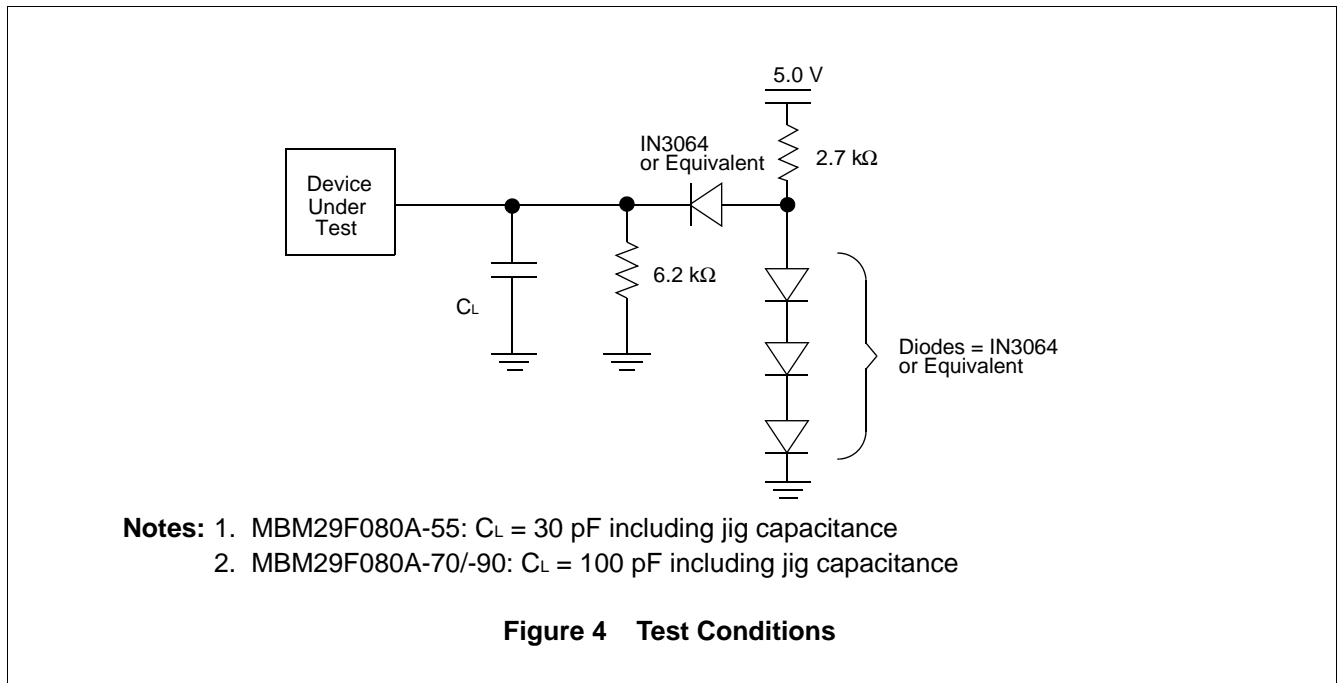 5.0 V
IN3064
or Equivalent
2.7 kΩ
Device
Under
Test
6.2 kΩ
CL
Diodes = IN3064
or Equivalent
Notes: 1. MBM29F080A-55: CL = 30 pF including jig capacitance
2. MBM29F080A-70/-90: CL = 100 pF including jig capacitance
Figure 4 Test Conditions